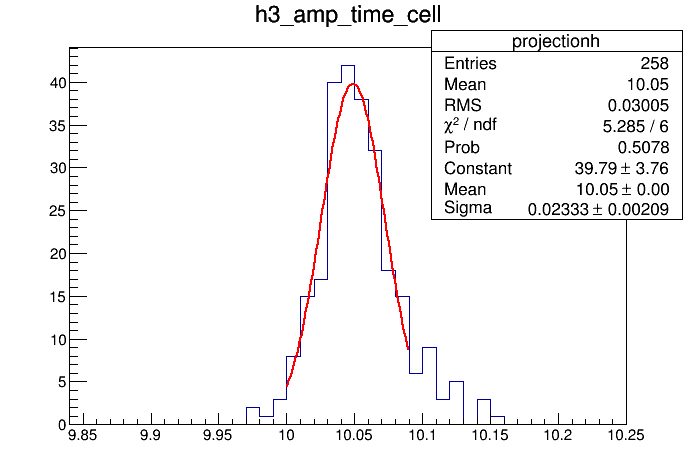 h3_amp_time_cell
projectionh
Entries 258
Mean 10.05
RMS 0.03005
χ² / ndf 5.285 / 6
Prob 0.5078
Constant 39.79 ± 3.76
Mean 10.05 ± 0.00
Sigma 0.02333 ± 0.00209
40
35
30
25
20
15
10
5
0
9.85 9.9 9.95 10 10.05 10.1 10.15 10.2 10.25